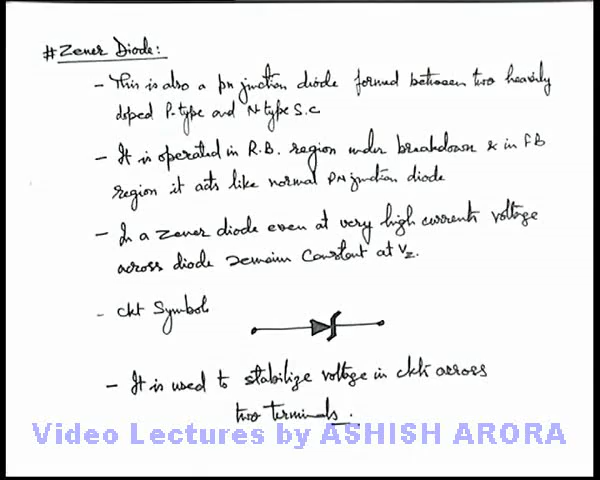 # Zener Diode:
- This is also a pn junction diode formed between two heavily
doped P-type and N-type S.C
- It is operated in R.B. region under breakdown & in FB
region it acts like normal PN junction diode
- In a zener diode even at very high currents voltage
across diode remain constant at Vz.
- ckt Symbol
- It is used to stabilize voltage in ckts across
two terminals.
Video Lectures by ASHISH ARORA